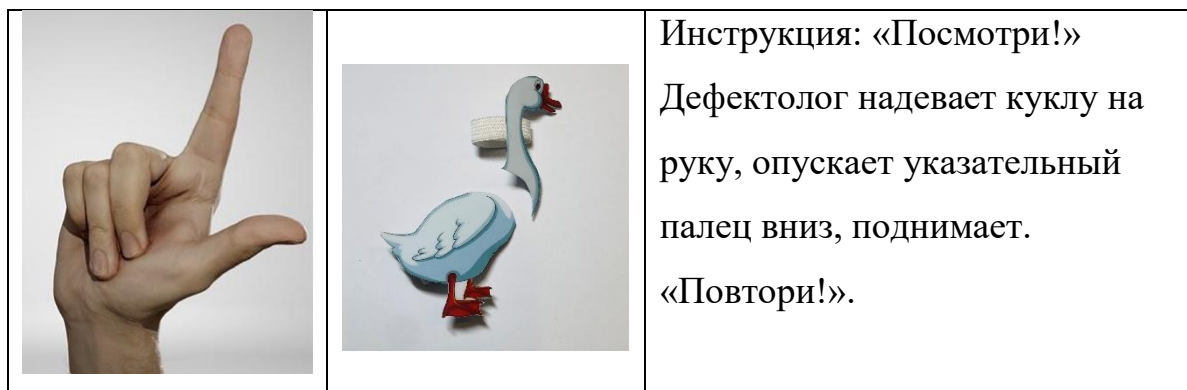 Инструкция: «Посмотри!»
Дефектолог надевает куклу на
руку, опускает указательный
палец вниз, поднимает.
«Повтори!».